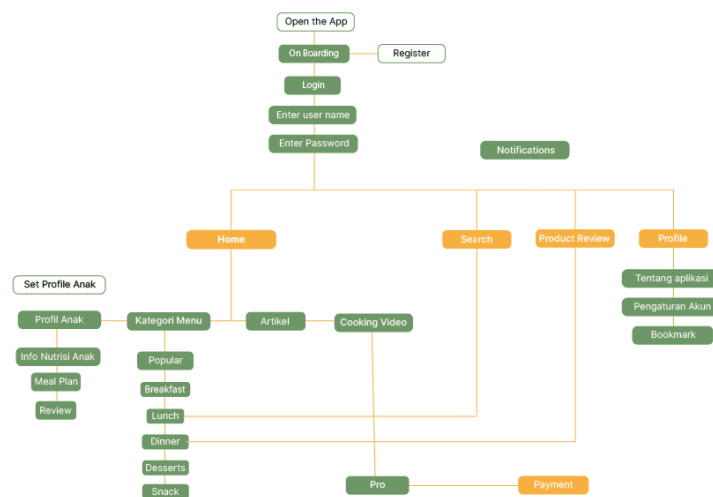 Open the App
On Boarding
Register
Login
Enter user name
Enter Password
Notifications
Home
Search
Product Review
Profile
Set Profile Anak
Tentang aplikasi
Pengaturan Akun
Bookmark
Profil Anak
Kategori Menu
Artikel
Cooking Video
Info Nutrisi Anak
Meal Plan
Review
Popular
Breakfast
Lunch
Dinner
Desserts
Snack
Pro
Payment